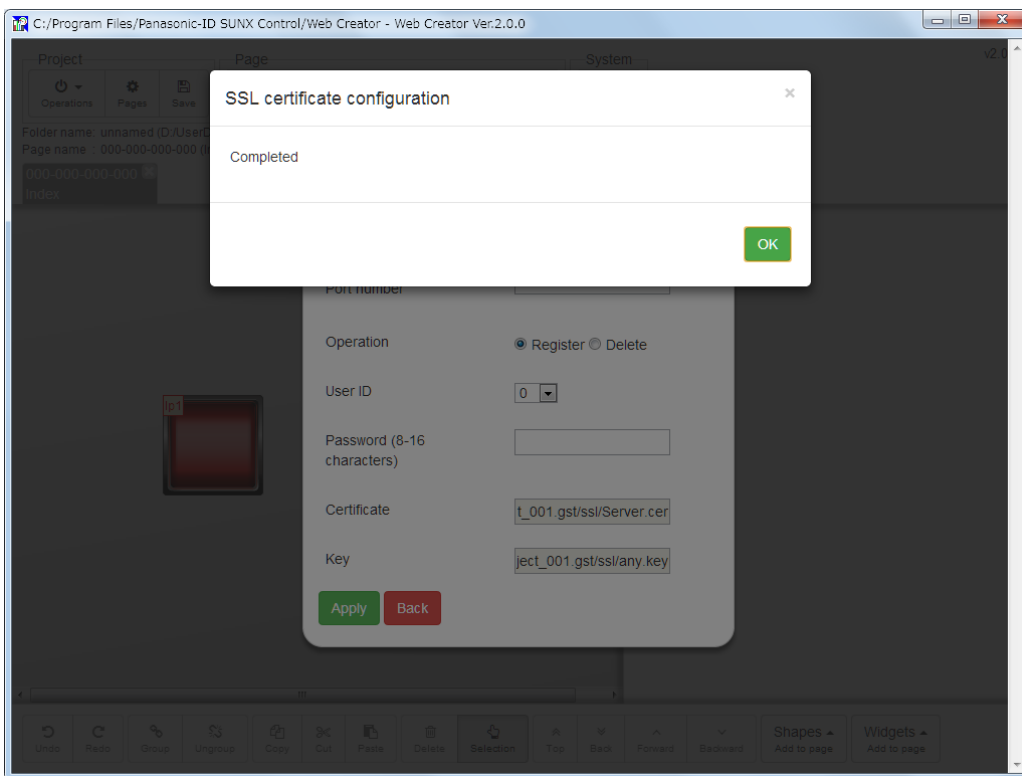 C:/Program Files/Panasonic-ID SUNX Control/Web Creator - Web Creator Ver.2.0.0
Project Page System v2.0
Operations Pages Save
Folder name: unnamed (D:/UserD
Page name : 000-000-000-000 (I
000-000-000-000
Index
SSL certificate configuration
Completed
OK
Port number
Operation Register Delete
User ID 0
lp1
Password (8-16
characters)
Certificate t_001.gst/ssl/Server.cer
Key ject_001.gst/ssl/any.key
Apply Back
Undo Redo Group Ungroup Copy Cut Paste Delete Selection Top Back Forward Backward
Shapes Widgets
Add to page Add to page